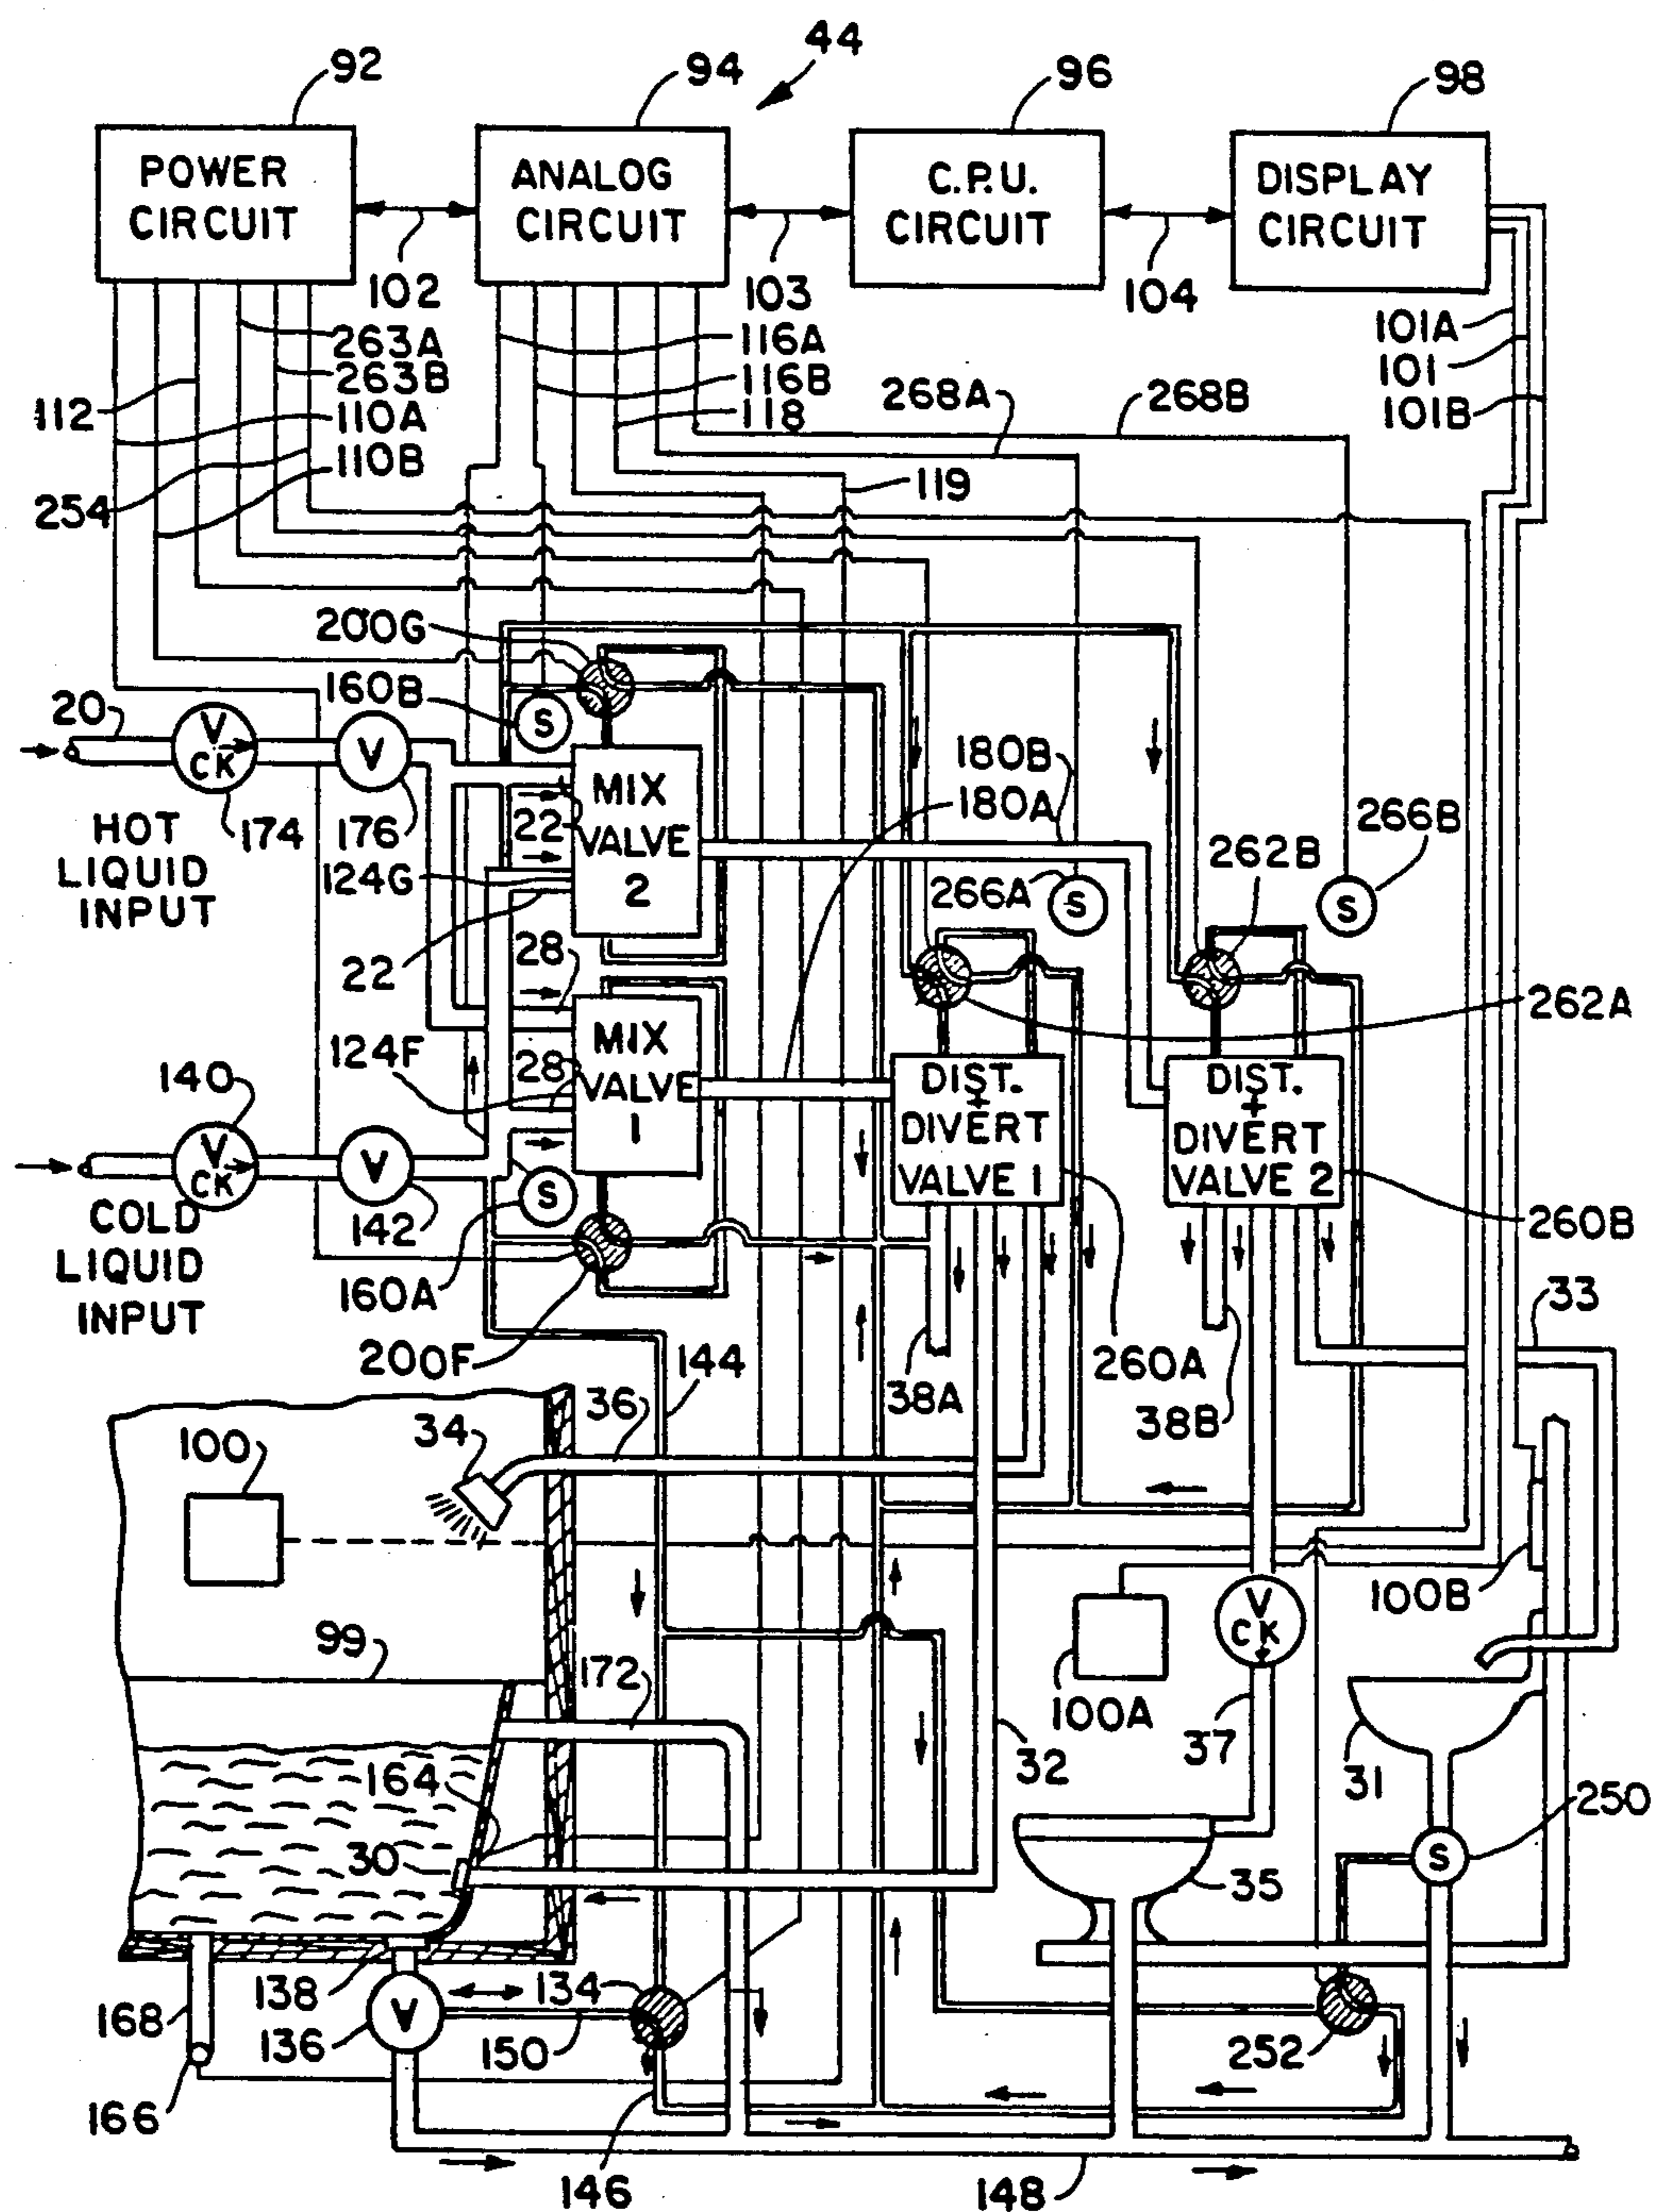 44
92
94
96
98
POWER
CIRCUIT
ANALOG
CIRCUIT
C.P.U.
CIRCUIT
DISPLAY
CIRCUIT
102
103
104
263A
263B
112
110A
110B
254
116A
116B
118
268A
268B
119
101A
101
101B
200G
160B
S
20
V
CK
V
174
176
HOT
LIQUID
INPUT
MIX
VALVE
2
22
124G
22
180B
180A
266A
S
262B
266B
S
28
28
124F
MIX
VALVE
1
262A
140
V
CK
V
142
COLD
LIQUID
INPUT
S
160A
200F
DIST.
+
DIVERT
VALVE 1
DIST.
+
DIVERT
VALVE 2
260B
260A
38A
38B
33
144
36
34
100
100B
V
CK
100A
99
172
164
30
32
37
31
250
S
35
138
134
168
V
136
150
252
166
146
148